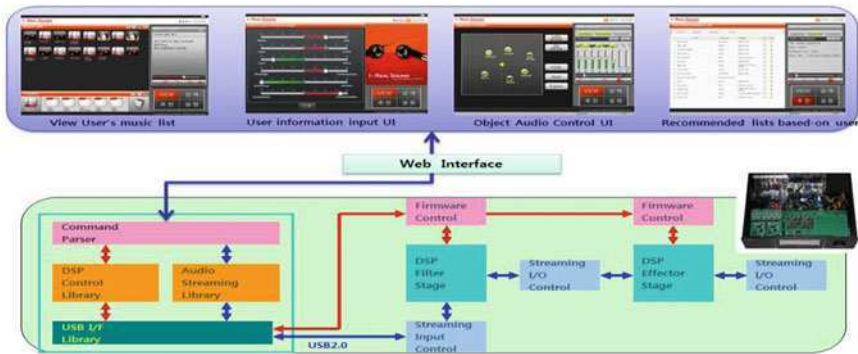 i-Real Sound
View User's music list
User information input UI
Object Audio Control UI
Recommended lists based-on user
Web Interface
Command
Parser
DSP
Control
Library
Audio
Streaming
Library
USB I/F
Library
USB2.0
Firmware
Control
DSP
Filter
Stage
Streaming
Input
Control
Streaming
I/O Control
Firmware
Control
DSP
Effector
Stage
Streaming
I/O Control